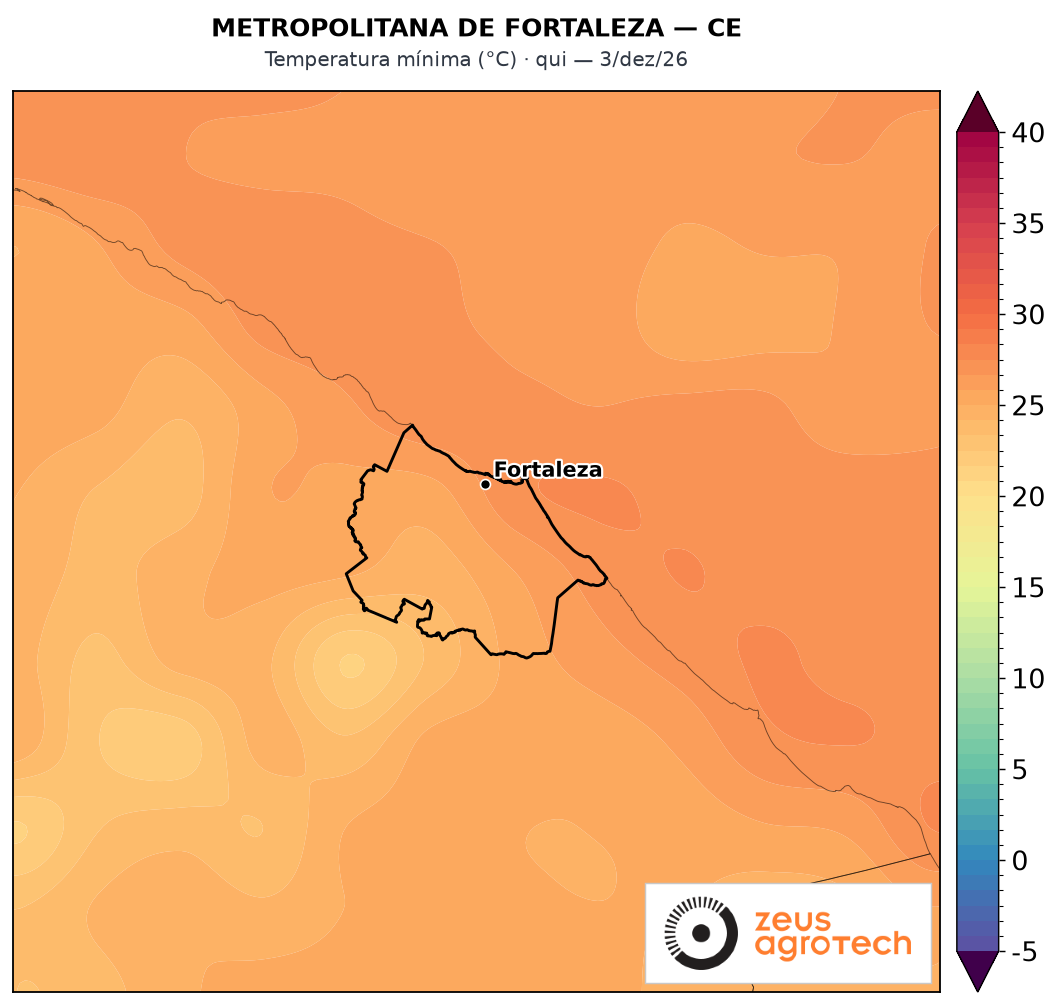 METROPOLITANA DE FORTALEZA — CE
Temperatura mínima (°C) · qui — 3/dez/26
Fortaleza
40
35
30
25
20
15
10
5
0
-5
zeus
agrotech